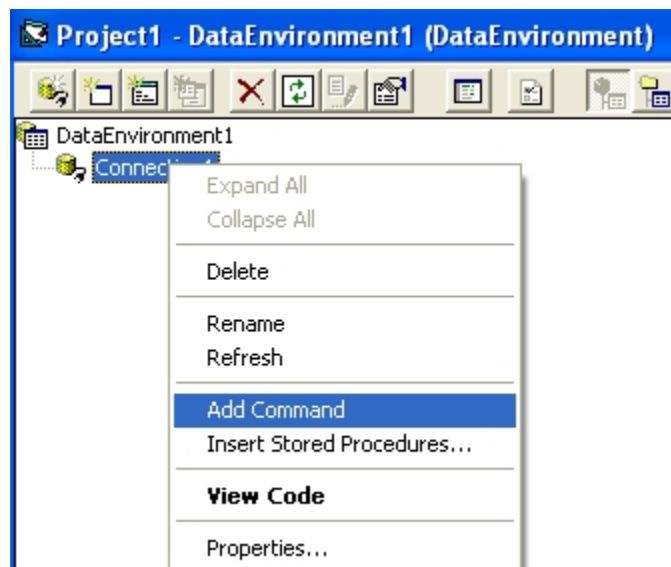 Project1 - DataEnvironment1 (DataEnvironment)
DataEnvironment1
Expand All
Collapse All
Delete
Rename
Refresh
Add Command
Insert Stored Procedures...
View Code
Properties...